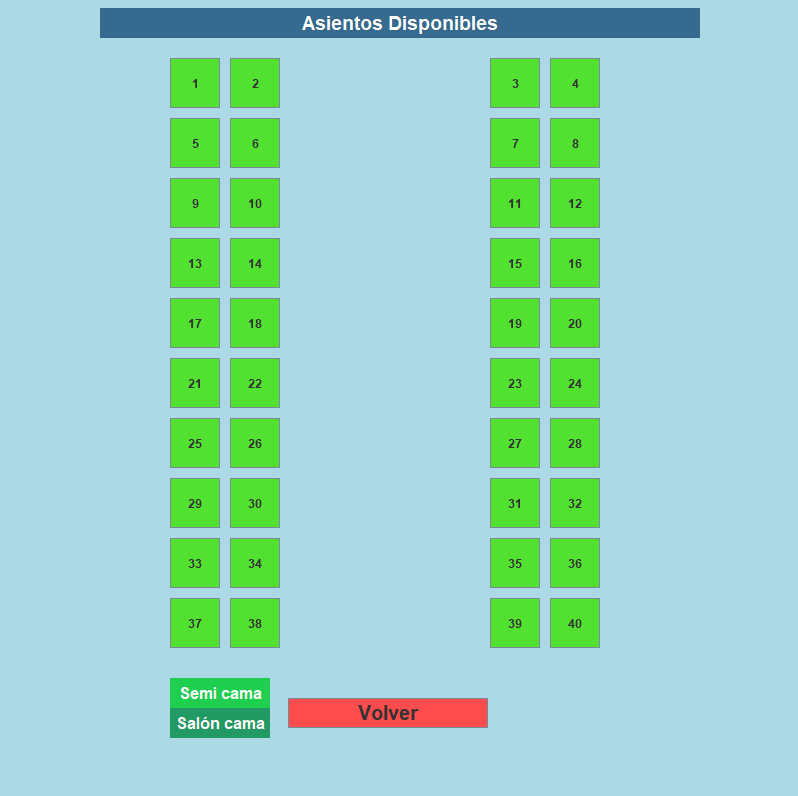 Asientos Disponibles
1 2 3 4
5 6 7 8
9 10 11 12
13 14 15 16
17 18 19 20
21 22 23 24
25 26 27 28
29 30 31 32
33 34 35 36
37 38 39 40
Semi cama
Salón cama
Volver